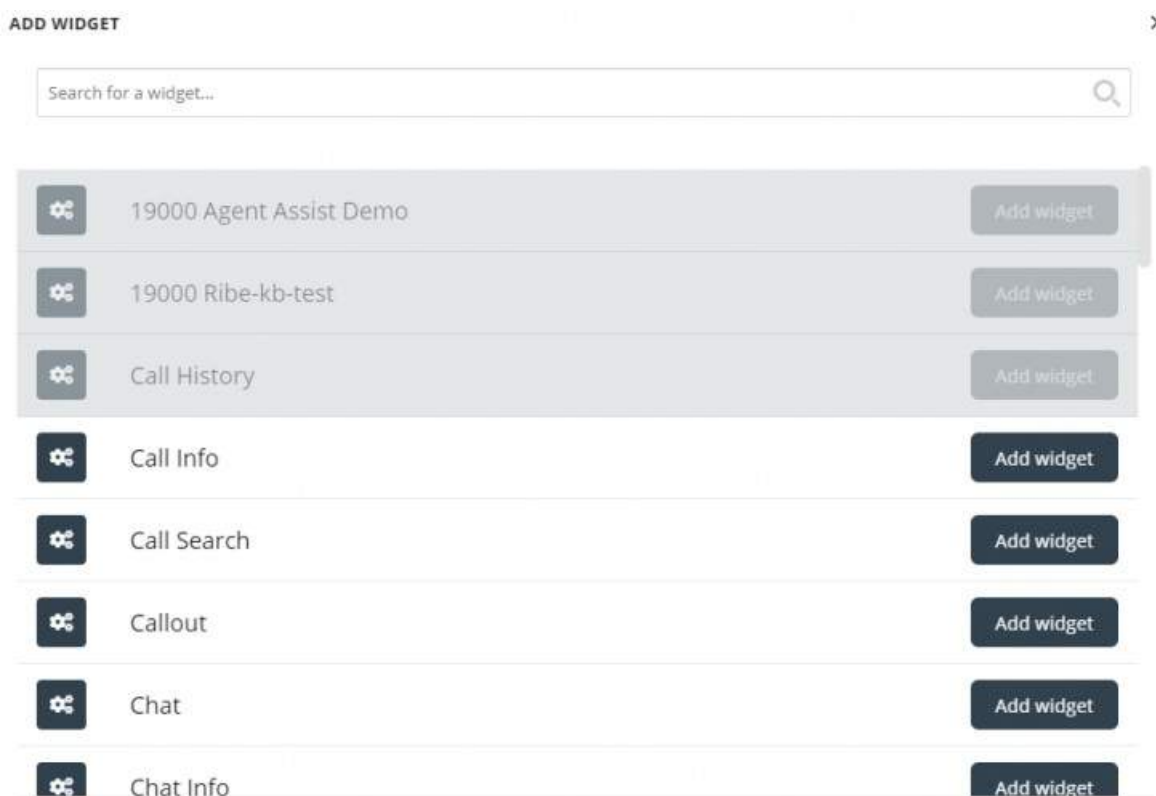 ADD WIDGET
Search for a widget...
19000 Agent Assist Demo Add widget
19000 Ribe-kb-test Add widget
Call History Add widget
Call Info Add widget
Call Search Add widget
Callout Add widget
Chat Add widget
Chat Info Add widget